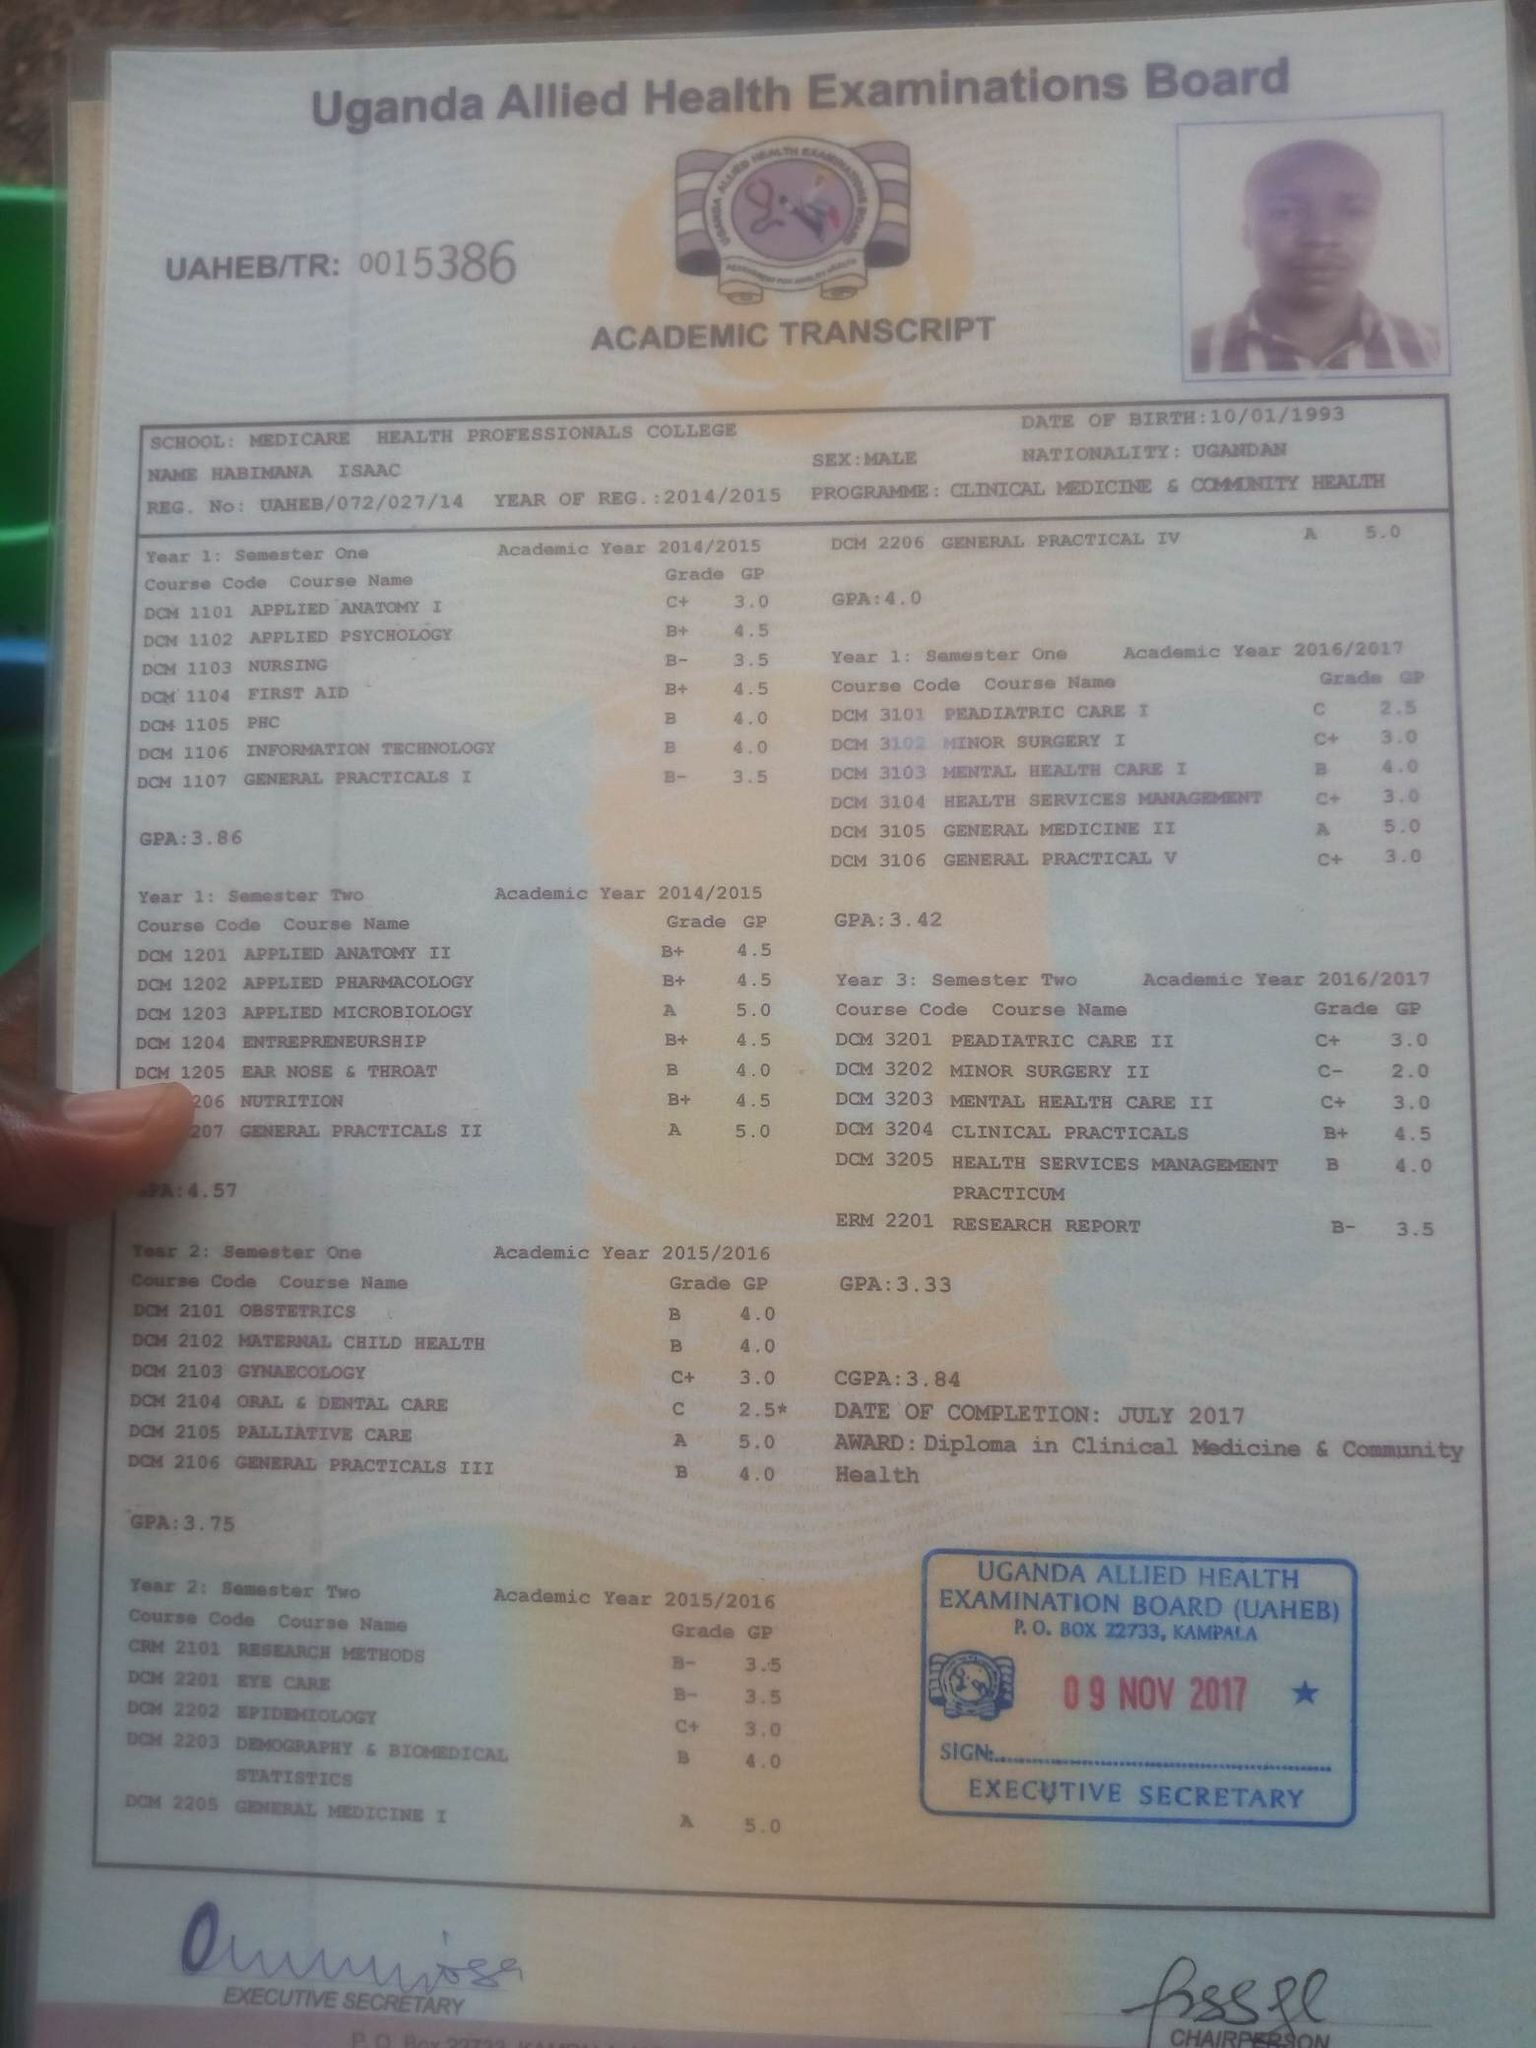 Uganda Allied Health Examinations Board
UGANDA ALLIED HEALTH EXAMINATIONS BOARD
UAHEB/TR: 0015386
ACADEMIC TRANSCRIPT
SCHOOL: MEDICARE HEALTH PROFESSIONALS COLLEGE
DATE OF BIRTH:10/01/1993
NAME HABIMANA ISAAC
SEX:MALE
NATIONALITY: UGANDAN
REG. No: UAHEB/072/027/14 YEAR OF REG.:2014/2015 PROGRAMME: CLINICAL MEDICINE & COMMUNITY HEALTH
Year 1: Semester One Academic Year 2014/2015
Course Code Course Name Grade GP
DCM 1101 APPLIED ANATOMY I C+ 3.0
DCM 1102 APPLIED PSYCHOLOGY B+ 4.5
DCM 1103 NURSING B- 3.5
DCM 1104 FIRST AID B+ 4.5
DCM 1105 PHC B 4.0
DCM 1106 INFORMATION TECHNOLOGY B 4.0
DCM 1107 GENERAL PRACTICALS I B- 3.5
GPA:3.86
Year 1: Semester Two Academic Year 2014/2015
Course Code Course Name Grade GP
DCM 1201 APPLIED ANATOMY II B+ 4.5
DCM 1202 APPLIED PHARMACOLOGY B+ 4.5
DCM 1203 APPLIED MICROBIOLOGY A 5.0
DCM 1204 ENTREPRENEURSHIP B+ 4.5
DCM 1205 EAR NOSE & THROAT B 4.0
206 NUTRITION B+ 4.5
207 GENERAL PRACTICALS II A 5.0
GPA:4.57
Year 2: Semester One Academic Year 2015/2016
Course Code Course Name Grade GP
DCM 2101 OBSTETRICS B 4.0
DCM 2102 MATERNAL CHILD HEALTH B 4.0
DCM 2103 GYNAECOLOGY C+ 3.0
DCM 2104 ORAL & DENTAL CARE C 2.5*
DCM 2105 PALLIATIVE CARE A 5.0
DCM 2106 GENERAL PRACTICALS III B 4.0
GPA:3.75
Year 2: Semester Two Academic Year 2015/2016
Course Code Course Name Grade GP
CRM 2101 RESEARCH METHODS B- 3.5
DCM 2201 EYE CARE B- 3.5
DCM 2202 EPIDEMIOLOGY C+ 3.0
DCM 2203 DEMOGRAPHY & BIOMEDICAL B 4.0
STATISTICS
DCM 2205 GENERAL MEDICINE I A 5.0
DCM 2206 GENERAL PRACTICAL IV A 5.0
GPA:4.0
Year 1: Semester One Academic Year 2016/2017
Course Code Course Name Grade GP
DCM 3101 PEADIATRIC CARE I C 2.5
DCM 3102 MINOR SURGERY I C+ 3.0
DCM 3103 MENTAL HEALTH CARE I B 4.0
DCM 3104 HEALTH SERVICES MANAGEMENT C+ 3.0
DCM 3105 GENERAL MEDICINE II A 5.0
DCM 3106 GENERAL PRACTICAL V C+ 3.0
GPA:3.42
Year 3: Semester Two Academic Year 2016/2017
Course Code Course Name Grade GP
DCM 3201 PEADIATRIC CARE II C+ 3.0
DCM 3202 MINOR SURGERY II C- 2.0
DCM 3203 MENTAL HEALTH CARE II C+ 3.0
DCM 3204 CLINICAL PRACTICALS B+ 4.5
DCM 3205 HEALTH SERVICES MANAGEMENT B 4.0
PRACTICUM
ERM 2201 RESEARCH REPORT B- 3.5
GPA:3.33
CGPA:3.84
DATE OF COMPLETION: JULY 2017
AWARD:Diploma in Clinical Medicine & Community
Health
UGANDA ALLIED HEALTH
EXAMINATION BOARD (UAHEB)
P. O. BOX 22733, KAMPALA
09 NOV 2017
SIGN:
EXECUTIVE SECRETARY
EXECUTIVE SECRETARY
CHAIRPERSON
P. O. Box 22733, KAMPALA